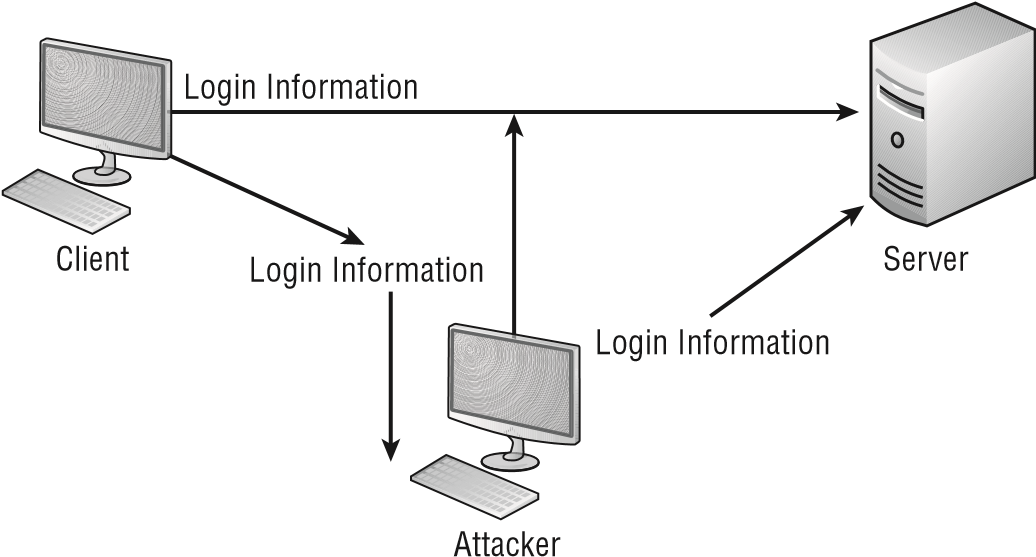 Login Information
Client
Login Information
Server
Login Information
Attacker